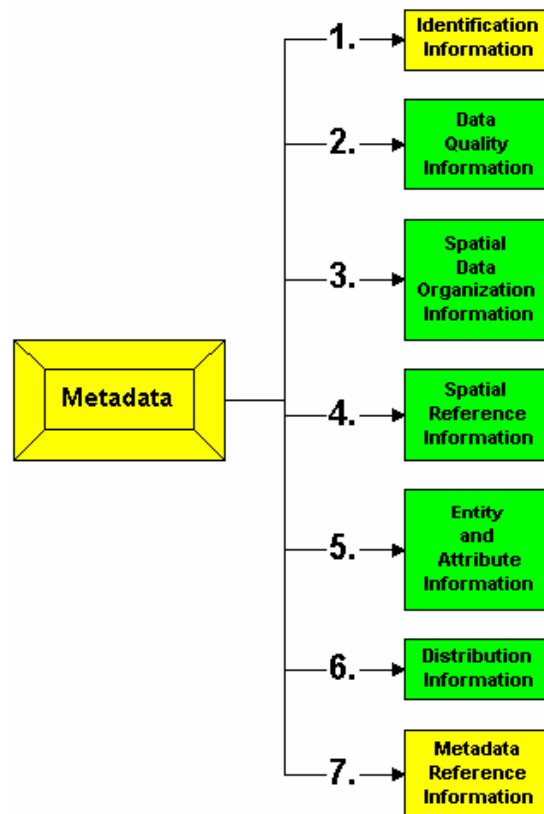 1.
Identification
Information
2.
Data
Quality
Information
3.
Spatial
Data
Organization
Information
Metadata
4.
Spatial
Reference
Information
5.
Entity
and
Attribute
Information
6.
Distribution
Information
7.
Metadata
Reference
Information